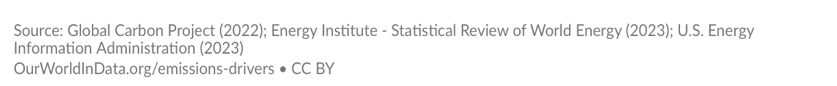 Source: Global Carbon Project (2022); Energy Institute - Statistical Review of World Energy (2023); U.S. Energy
Information Administration (2023)
OurWorldInData.org/emissions-drivers • CC BY